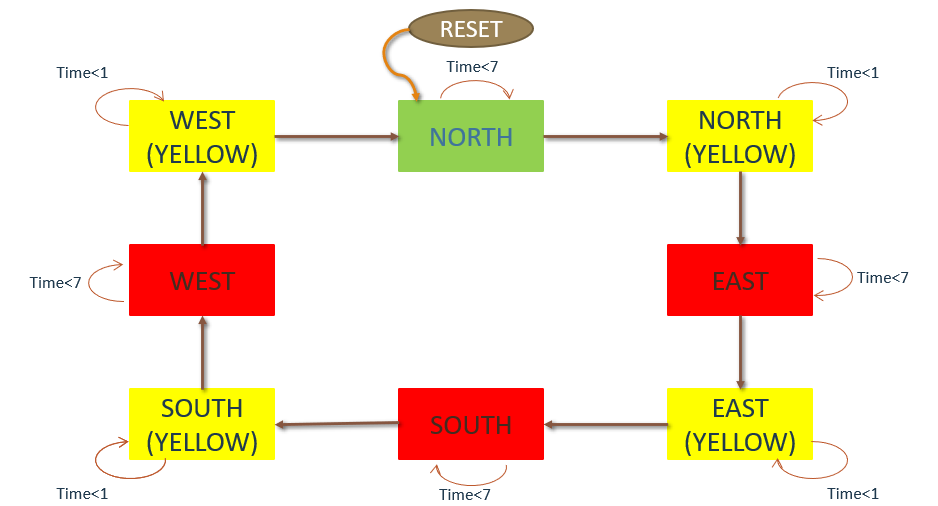 RESET
Time<7
Time<1
Time<1
WEST
(YELLOW)
NORTH
NORTH
(YELLOW)
Time<7
WEST
EAST
Time<7
SOUTH
(YELLOW)
SOUTH
EAST
(YELLOW)
Time<1
Time<7
Time<1